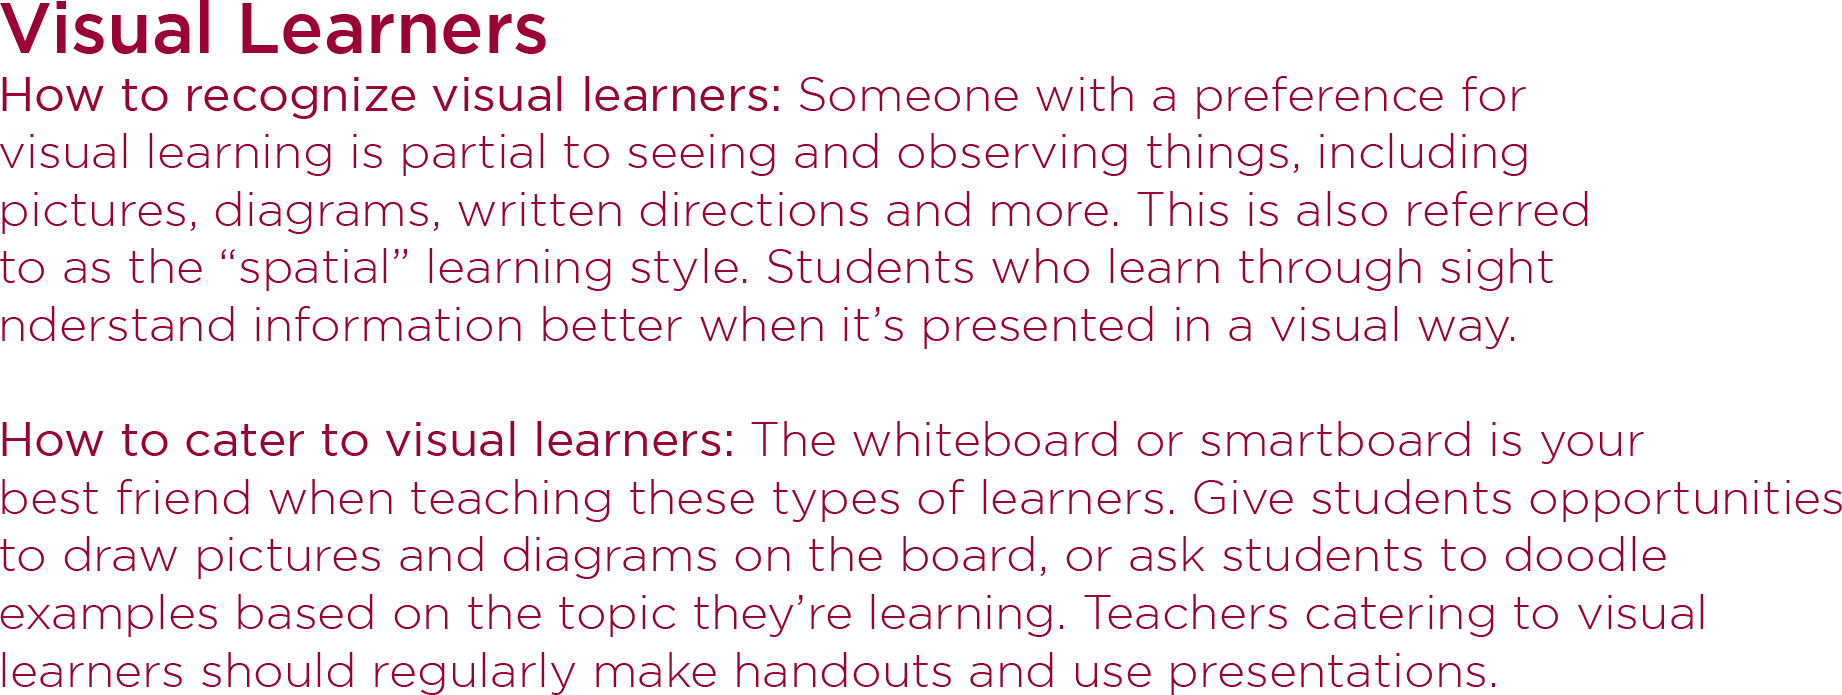 Visual Learners
How to recognize visual learners: Someone with a preference for
visual learning is partial to seeing and observing things, including
pictures, diagrams, written directions and more. This is also referred
to as the “spatial” learning style. Students who learn through sight
nderstand information better when it’s presented in a visual way.
How to cater to visual learners: The whiteboard or smartboard is your
best friend when teaching these types of learners. Give students opportunities
to draw pictures and diagrams on the board, or ask students to doodle
examples based on the topic they’re learning. Teachers catering to visual
learners should regularly make handouts and use presentations.